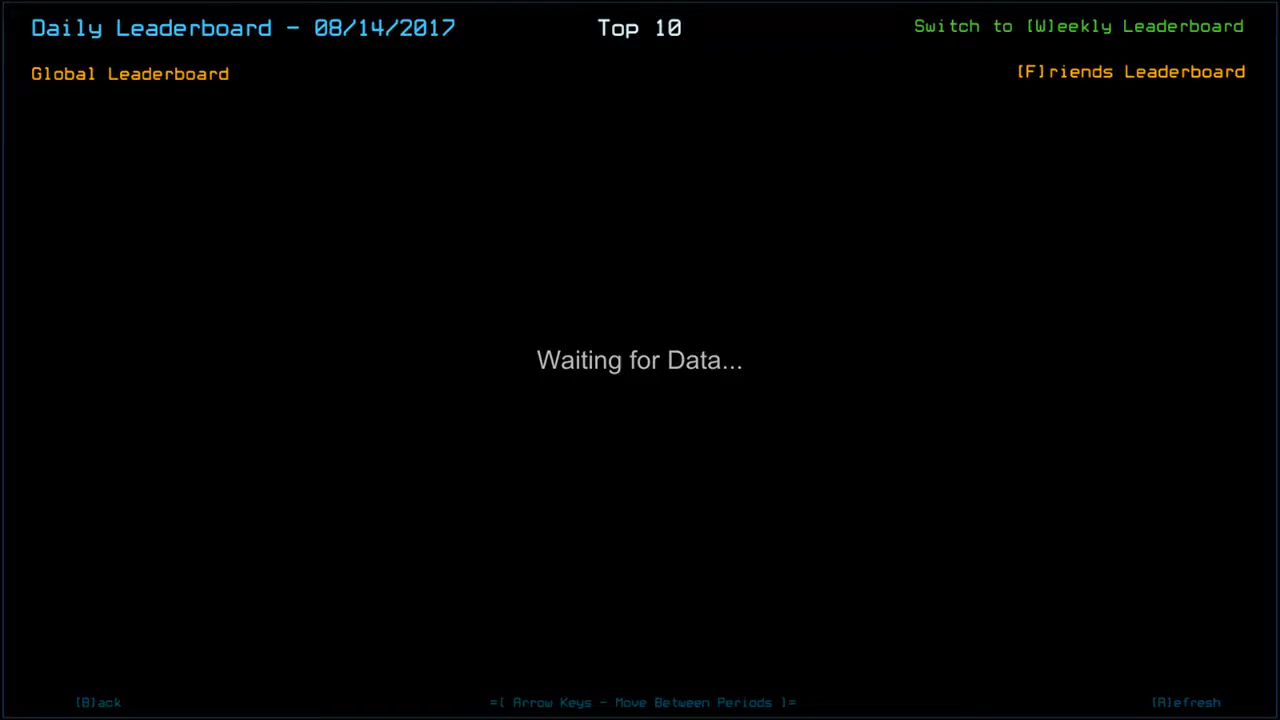 Daily Leaderboard - 08/14/2017
Top 10
Switch to [W]eekly Leaderboard
Global Leaderboard
[F]riends Leaderboard
Waiting for Data...
[B]ack
=[ Arrow Keys - Move Between Periods ]=
[R]efresh